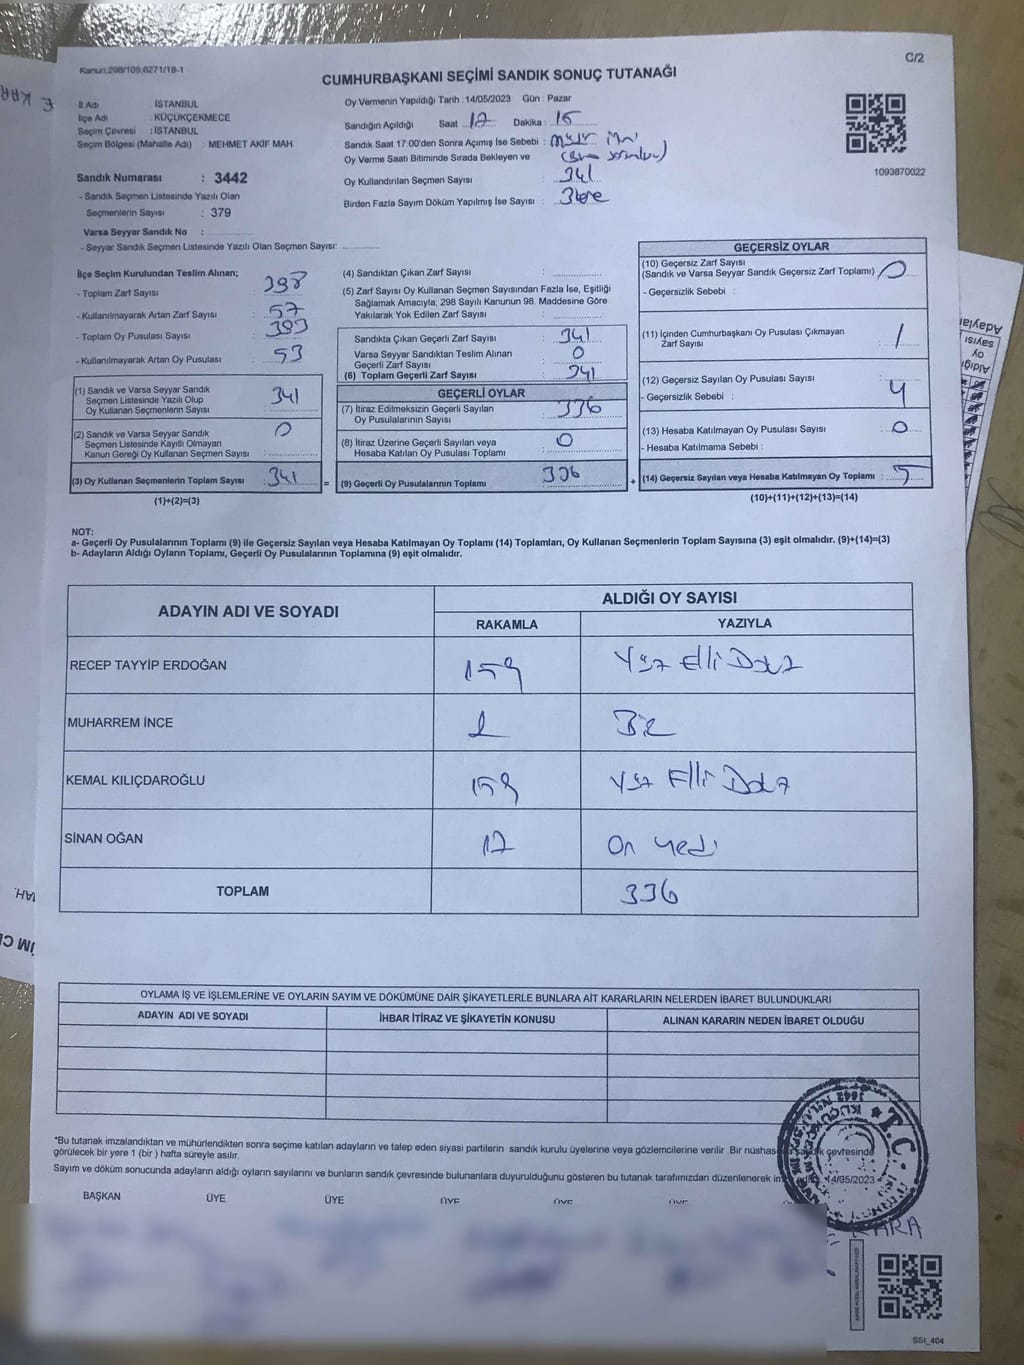 C/2
Kanun:298/105,6271/18-1
CUMHURBAŞKANI SEÇİMİ SANDIK SONUÇ TUTANAĞI
İl Adı : İSTANBUL
İlçe Adı : KÜÇÜKÇEKMECE
Seçim Çevresi : İSTANBUL
Seçim Bölgesi (Mahalle Adı) : MEHMET AKİF MAH.
Sandık Numarası : 3442
- Sandık Seçmen Listesinde Yazılı Olan
Seçmenlerin Sayısı : 379
Varsa Seyyar Sandık No :
- Seyyar Sandık Seçmen Listesinde Yazılı Olan Seçmen Sayısı:
Oy Vermenin Yapıldığı Tarih : 14/05/2023 Gün : Pazar
Sandığın Açıldığı Saat : 17 Dakika : 15
Sandık Saat 17:00'den Sonra Açımış İse Sebebi :
Oy Verme Saati Bitiminde Sırada Bekleyen ve
Oy Kullandırılan Seçmen Sayısı : 341
Birden Fazla Sayım Döküm Yapılmış İse Sayısı : 3 kere
1093870022
İlçe Seçim Kurulundan Teslim Alınan;
- Toplam Zarf Sayısı : 398
- Kullanılmayarak Artan Zarf Sayısı : 57
- Toplam Oy Pusulası Sayısı : 393
- Kullanılmayarak Artan Oy Pusulası : 53
(1) Sandık ve Varsa Seyyar Sandık
Seçmen Listesinde Yazılı Olup
Oy Kullanan Seçmenlerin Sayısı : 341
(2) Sandık ve Varsa Seyyar Sandık
Seçmen Listesinde Kayıtlı Olmayan
Kanun Gereği Oy Kullanan Seçmen Sayısı : 0
(3) Oy Kullanan Seçmenlerin Toplam Sayısı : 341
(1)+(2)=(3)
(4) Sandıktan Çıkan Zarf Sayısı :
(5) Zarf Sayısı Oy Kullanan Seçmen Sayısından Fazla İse, Eşitliği
Sağlamak Amacıyla; 298 Sayılı Kanunun 98. Maddesine Göre
Yakılarak Yok Edilen Zarf Sayısı :
Sandıkta Çıkan Geçerli Zarf Sayısı : 341
Varsa Seyyar Sandıktan Teslim Alınan
Geçerli Zarf Sayısı : 0
(6) Toplam Geçerli Zarf Sayısı : 341
GEÇERLİ OYLAR
(7) İtiraz Edilmeksizin Geçerli Sayılan
Oy Pusulalarının Sayısı : 336
(8) İtiraz Üzerine Geçerli Sayılan veya
Hesaba Katılan Oy Pusulası Toplamı : 0
= (9) Geçerli Oy Pusulalarının Toplamı : 336
GEÇERSİZ OYLAR
(10) Geçersiz Zarf Sayısı
(Sandık ve Varsa Seyyar Sandık Geçersiz Zarf Toplamı) 0
- Geçersizlik Sebebi :
(11) İçinden Cumhurbaşkanı Oy Pusulası Çıkmayan
Zarf Sayısı : 1
(12) Geçersiz Sayılan Oy Pusulası Sayısı : 4
- Geçersizlik Sebebi :
(13) Hesaba Katılmayan Oy Pusulası Sayısı : 0
- Hesaba Katılmama Sebebi :
+ (14) Geçersiz Sayılan veya Hesaba Katılmayan Oy Toplamı : 5
(10)+(11)+(12)+(13)=(14)
NOT:
a- Geçerli Oy Pusulalarının Toplamı (9) ile Geçersiz Sayılan veya Hesaba Katılmayan Oy Toplamı (14) Toplamları, Oy Kullanan Seçmenlerin Toplam Sayısına (3) eşit olmalıdır. (9)+(14)=(3)
b- Adayların Aldığı Oyların Toplamı, Geçerli Oy Pusulalarının Toplamına (9) eşit olmalıdır.
ADAYIN ADI VE SOYADI
ALDIĞI OY SAYISI
RAKAMLA YAZIYLA
RECEP TAYYİP ERDOĞAN 159 Yüz Elli Dokuz
MUHARREM İNCE 1 Bir
KEMAL KILIÇDAROĞLU 159 Yüz Elli Dokuz
SİNAN OĞAN 17 On Yedi
TOPLAM 336
OYLAMA İŞ VE İŞLEMLERİNE VE OYLARIN SAYIM VE DÖKÜMÜNE DAİR ŞİKAYETLERLE BUNLARA AİT KARARLARIN NELERDEN İBARET BULUNDUKLARI
ADAYIN ADI VE SOYADI İHBAR İTİRAZ VE ŞİKAYETİN KONUSU ALINAN KARARIN NEDEN İBARET OLDUĞU
*Bu tutanak imzalandıktan ve mühürlendikten sonra seçime katılan adayların ve talep eden siyasi partilerin sandık kurulu üyelerine veya gözlemcilerine verilir. Bir nüshası da sandık çevresinde
görülecek bir yere 1 (bir ) hafta süreyle asılır.
Sayım ve döküm sonucunda adayların aldığı oyların sayılarını ve bunların sandık çevresinde bulunanlara duyurulduğunu gösteren bu tutanak tarafımızdan düzenlenerek 14/05/2023
BAŞKAN ÜYE ÜYE ÜYE ÜYE ÜYE
T.C.
SSI_404